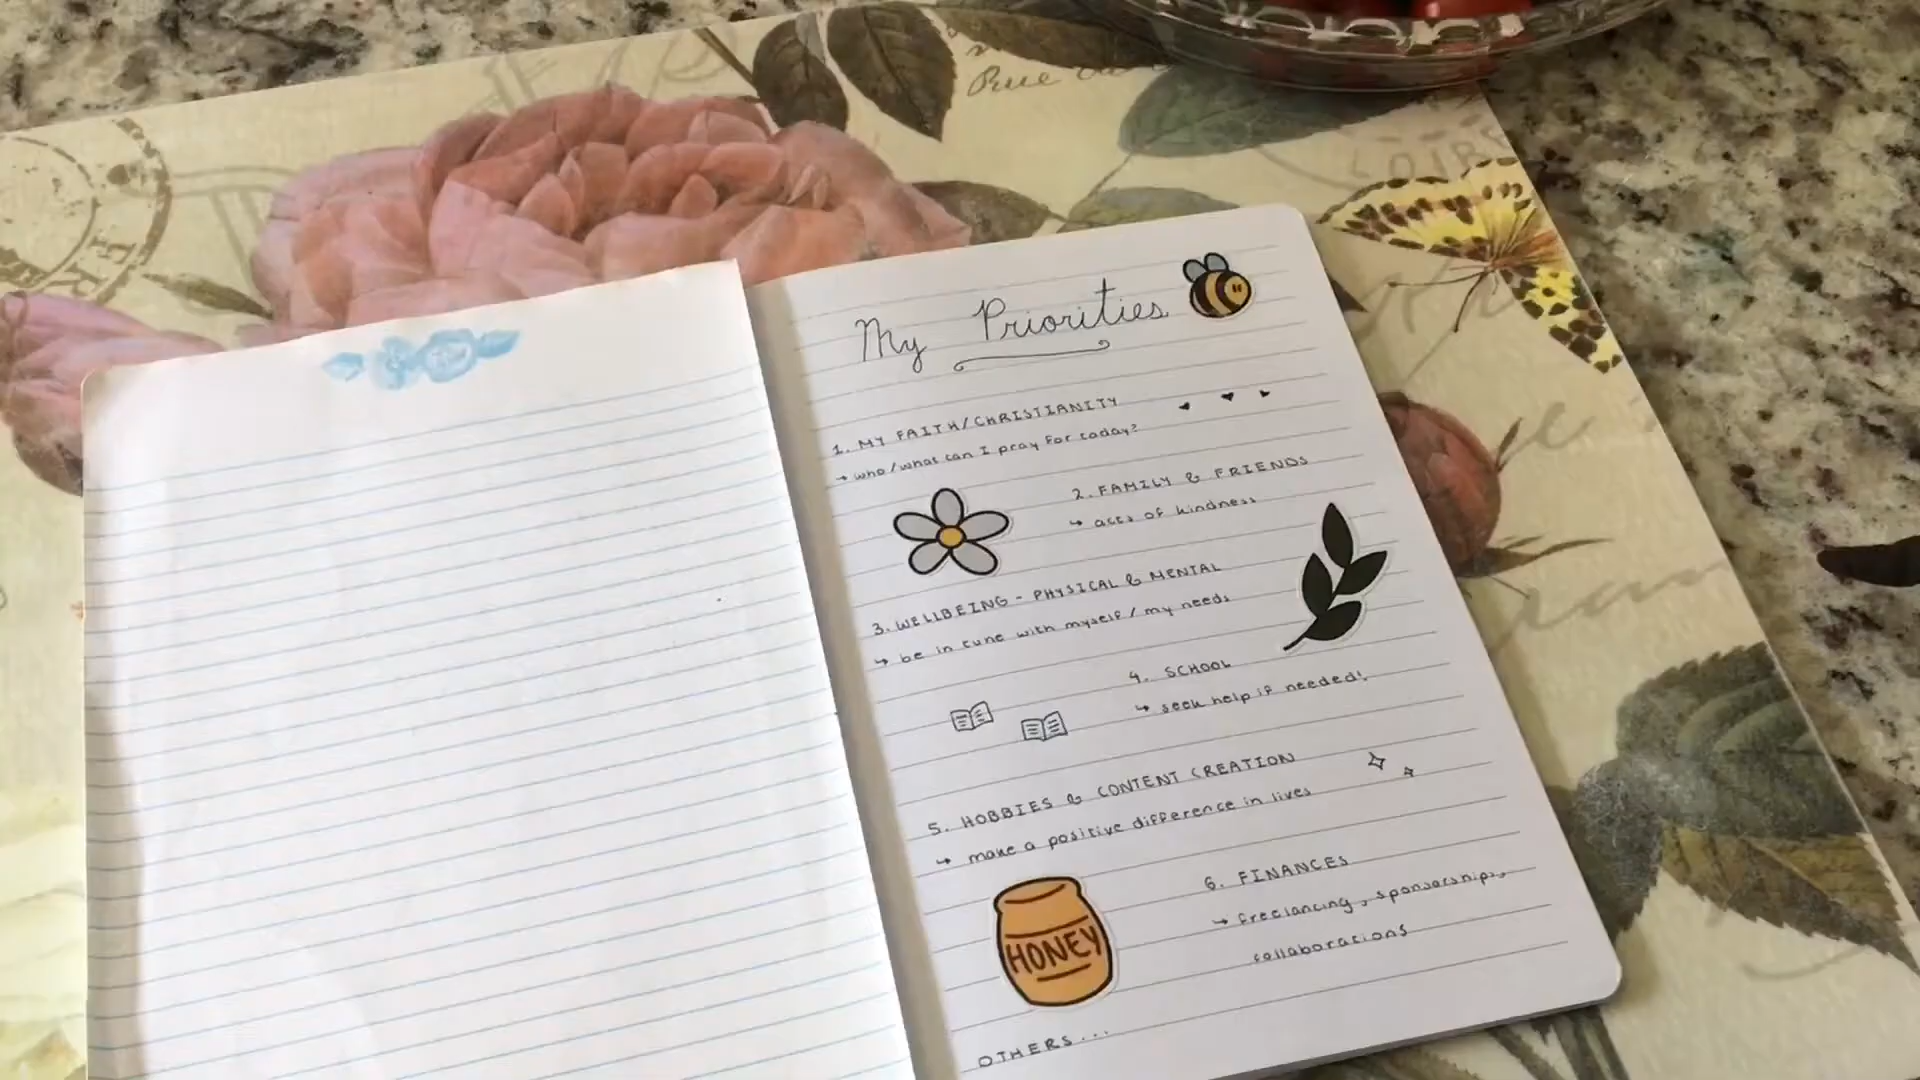 Rue
LOIR
My Priorities
1. MY FAITH/CHRISTIANITY
→ who/what can I pray for today?
2. FAMILY & FRIENDS
↳ acts of kindness
3. WELLBEING - PHYSICAL & MENTAL
↳ be in tune with myself/my needs
4. SCHOOL
↳ seek help if needed!
5. HOBBIES & CONTENT CREATION
↳ make a positive difference in lives
6. FINANCES
↳ freelancing, sponsorships,
collaborations
HONEY
OTHERS...